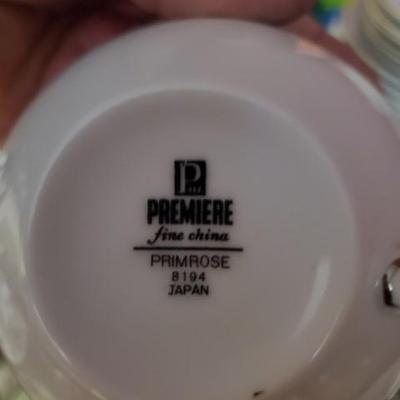 P
PREMIERE
fine china
PRIMROSE
8194
JAPAN